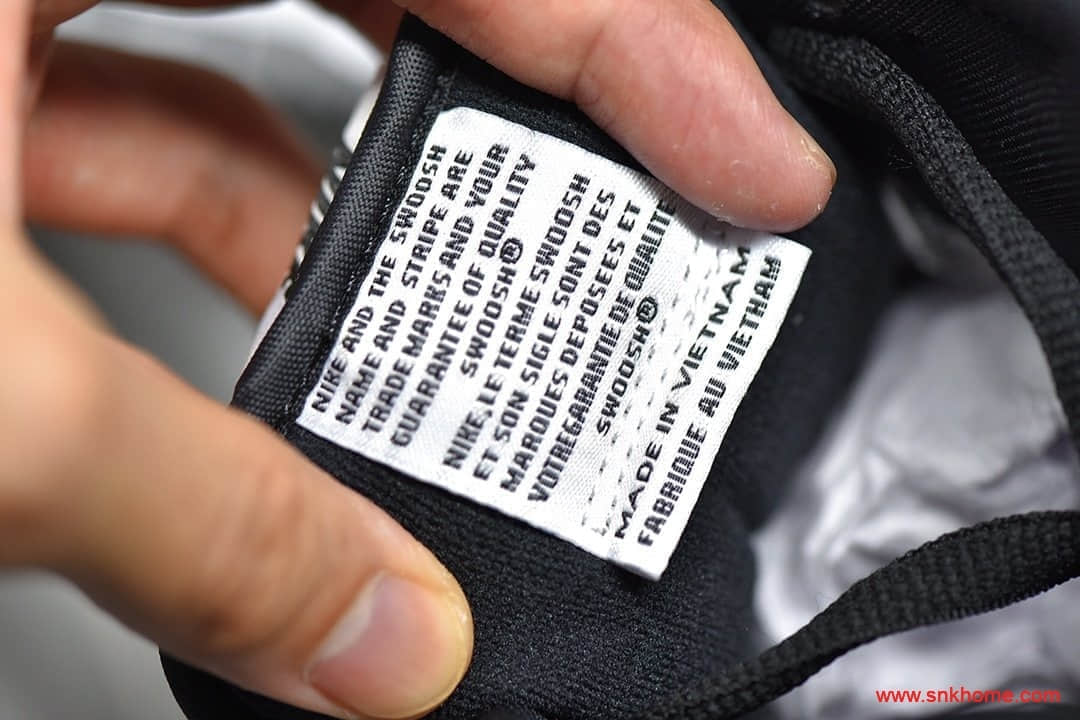 NIKE AND THE SWOOSH
NAME AND STRIPE ARE
TRADE MARKS AND YOUR
GUARANTEE OF QUALITY
SWOOSH®
NIKE, LE TERME SWOOSH
ET SON SIGLE SONT DES
MARQUES DEPOSEES ET
VOTREGARANTIE DE QUALITE
SWOOSH®
MADE IN VIETNAM
FABRIQUE AU VIETHAM
www.snkhome.com